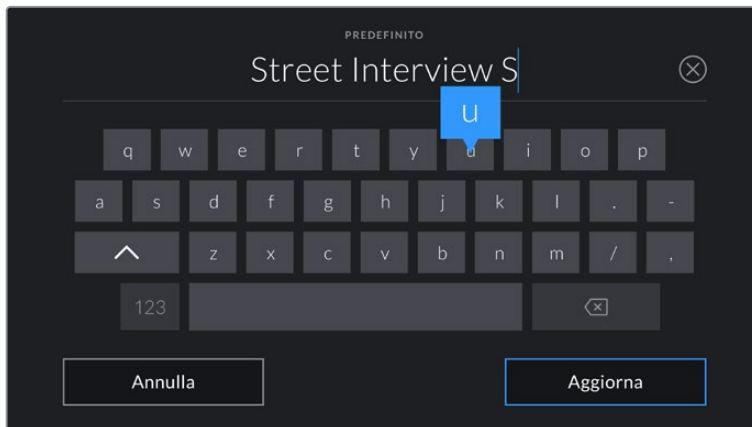 PREDEFINITO
Street Interview S
u
q w e r t y u i o p
a s d f g h j k l . -
z x c v b n m / ,
123
Annulla
Aggiorna